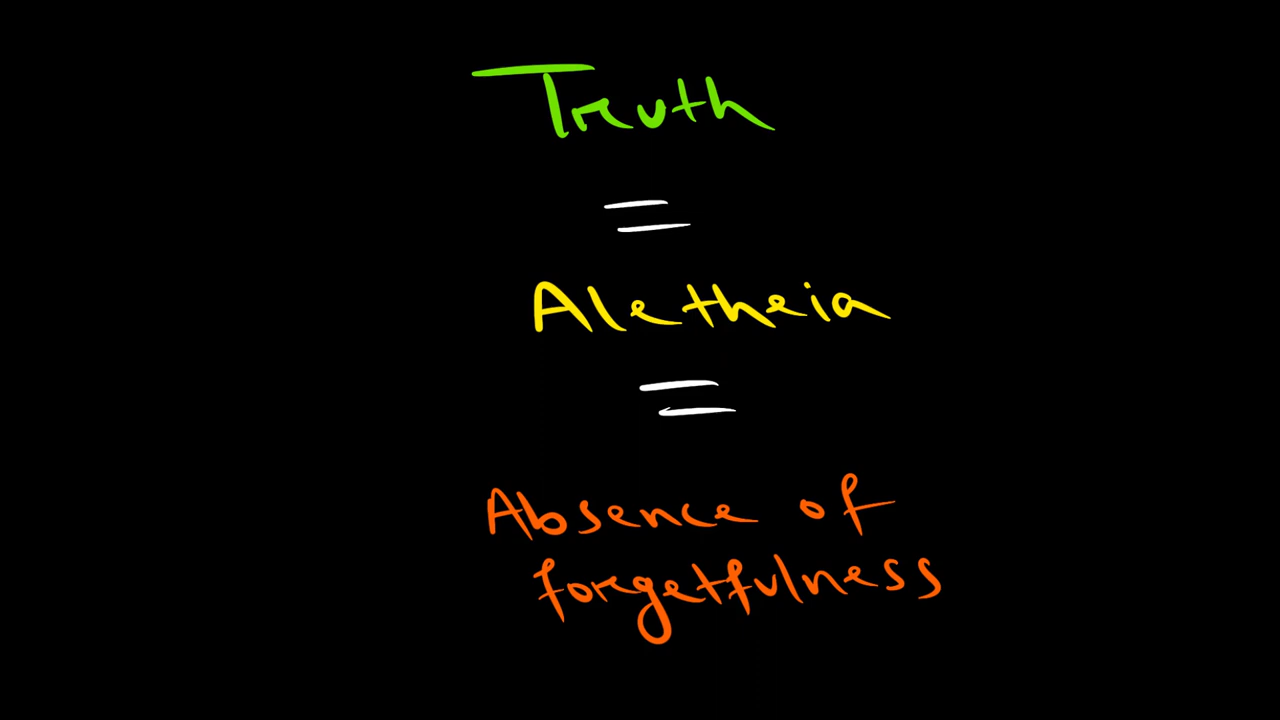 Truth
=
Aletheia
=
Absence of
forgetfulness